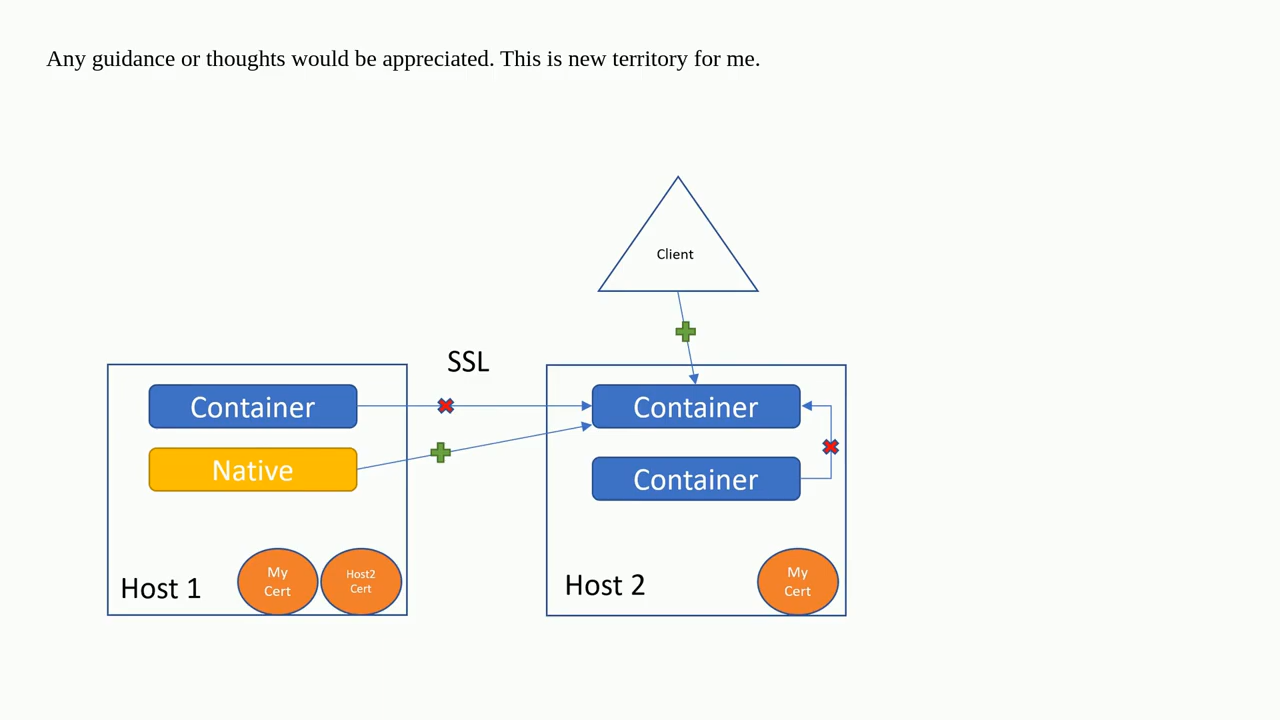 Any guidance or thoughts would be appreciated. This is new territory for me.
Client
SSL
Container
Container
Native
Container
My
Cert
Host2
Cert
Host 1
Host 2
My
Cert